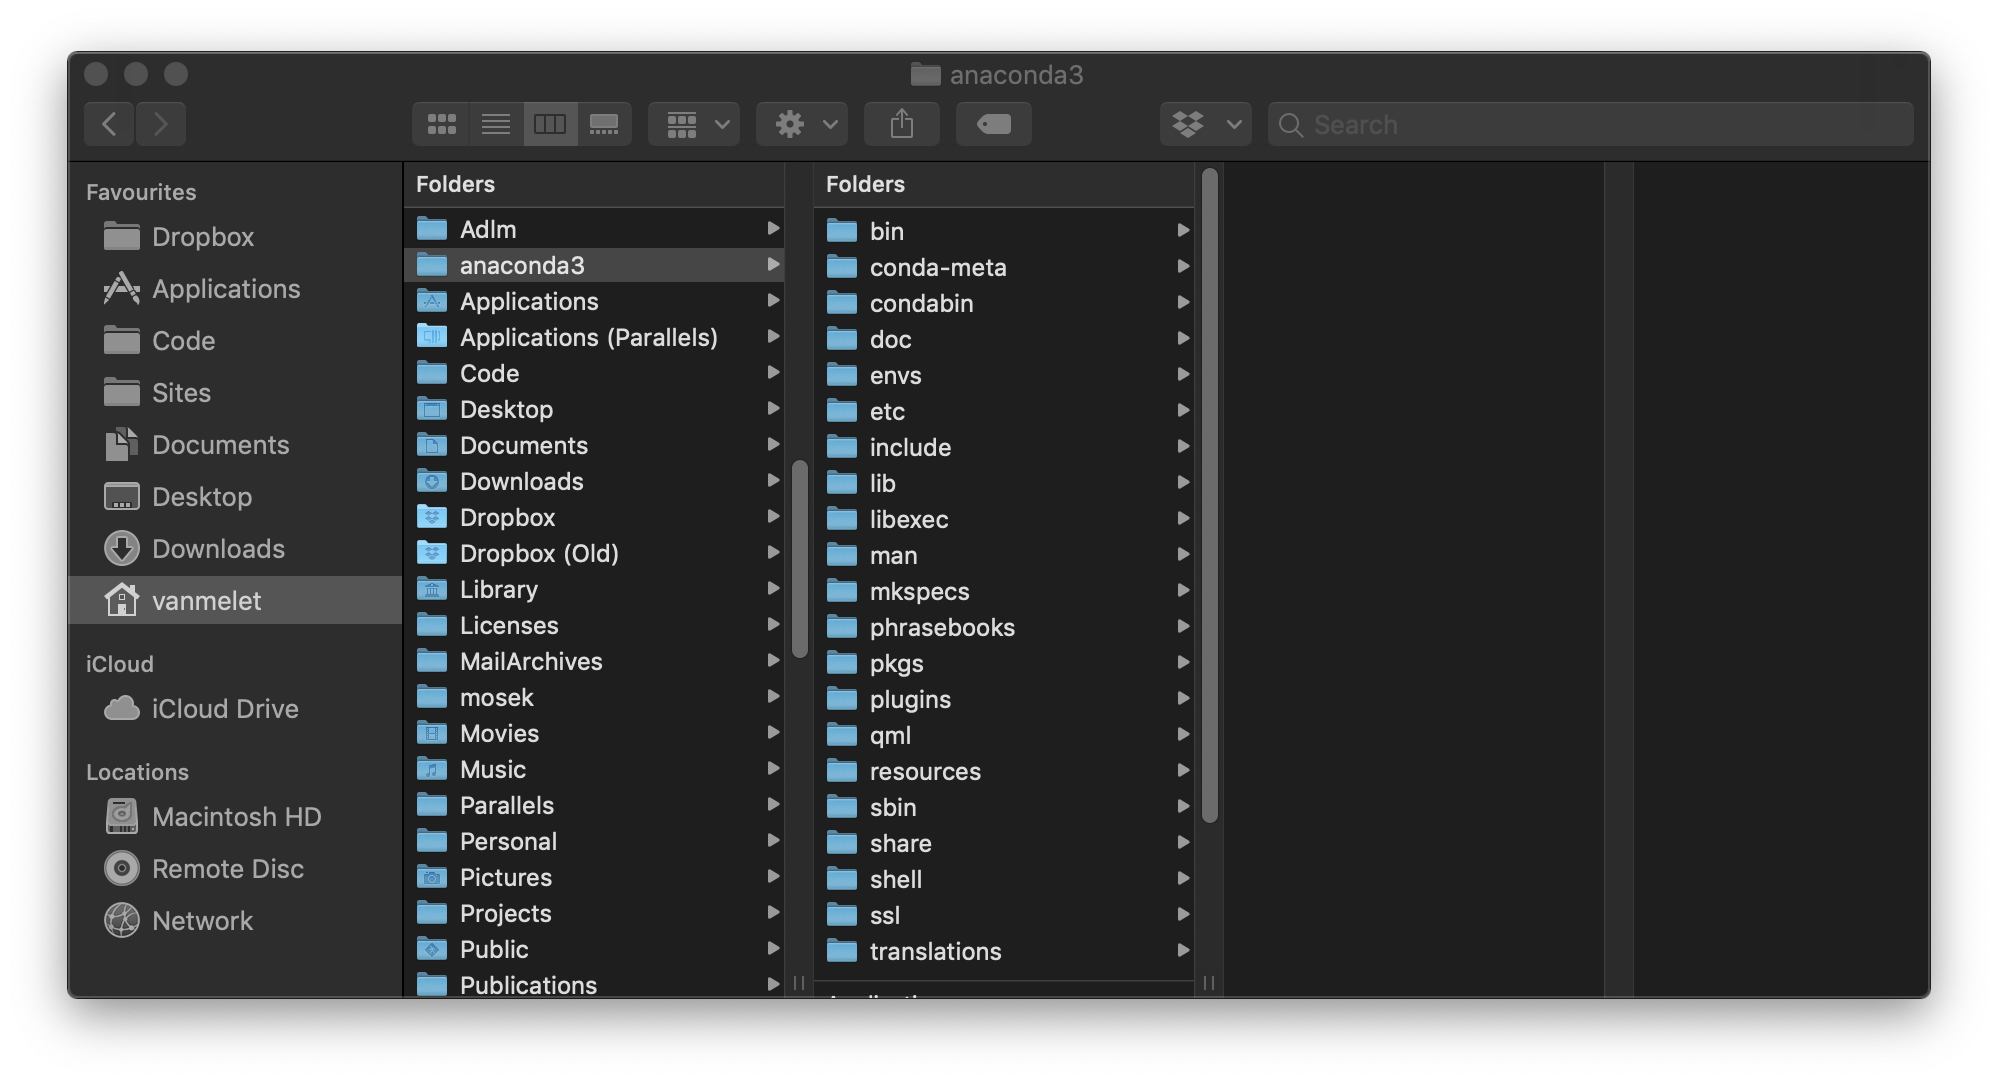 anaconda3
Search
Favourites
Dropbox
Applications
Code
Sites
Documents
Desktop
Downloads
vanmelet
iCloud
iCloud Drive
Locations
Macintosh HD
Remote Disc
Network
Folders
Adlm
anaconda3
Applications
Applications (Parallels)
Code
Desktop
Documents
Downloads
Dropbox
Dropbox (Old)
Library
Licenses
MailArchives
mosek
Movies
Music
Parallels
Personal
Pictures
Projects
Public
Publications
Folders
bin
conda-meta
condabin
doc
envs
etc
include
lib
libexec
man
mkspecs
phrasebooks
pkgs
plugins
qml
resources
sbin
share
shell
ssl
translations